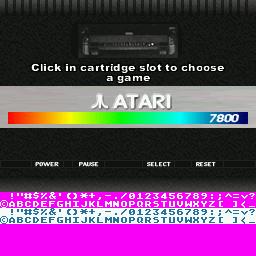 Click in cartridge slot to choose
a game
ATARI
7800
POWER PAUSE SELECT RESET
!"#$%&'()*+,-./0123456789:;^=v?
©ABCDEFGHIJKLMNOPQRSTUVWXYZ[ ](_
!"#$%&'()*+,-./0123456789:;^=v?
©ABCDEFGHIJKLMNOPQRSTUVWXYZ[ ](_